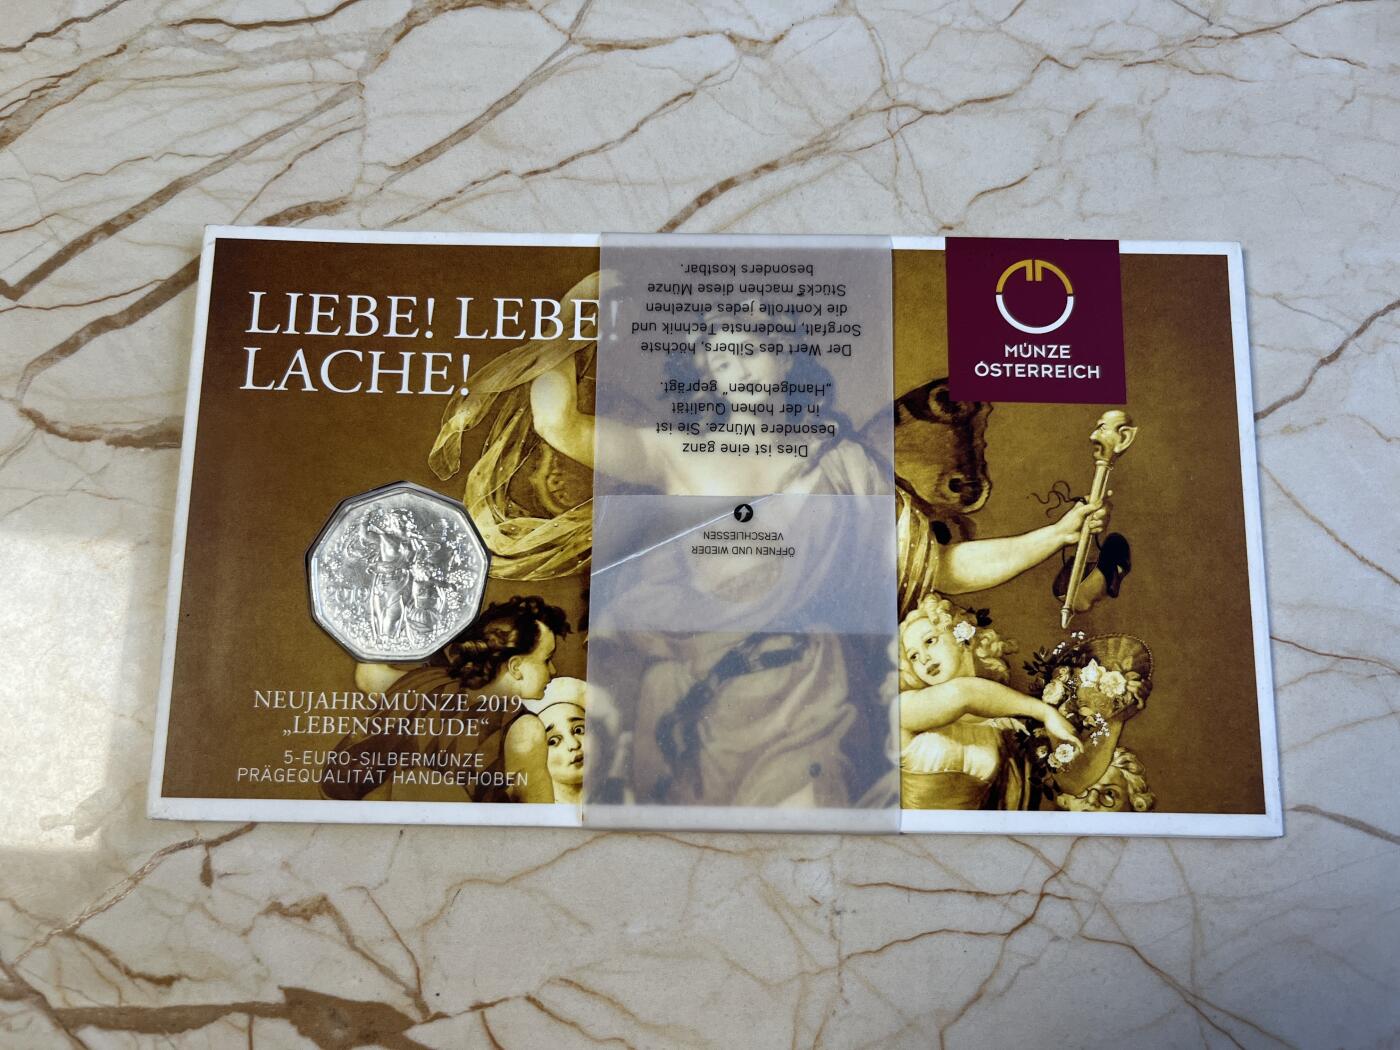 LIEBE! LEBE!
LACHE!
MÜNZE
ÖSTERREICH
NEUJAHRSMÜNZE 2019
„LEBENSFREUDE“
5-EURO-SILBERMÜNZE
PRÄGEQUALITÄT HANDGEHOBEN
ÖFFNEN UND WIEDER
VERSCHLIESSEN
Dies ist eine ganz
besondere Münze. Sie ist
in der hohen Qualität
„Handgehoben“ geprägt.
Der Wert des Silbers, höchste
Sorgfalt, modernste Technik und
die Kontrolle jedes einzelnen
Stücks machen diese Münze
besonders kostbar.